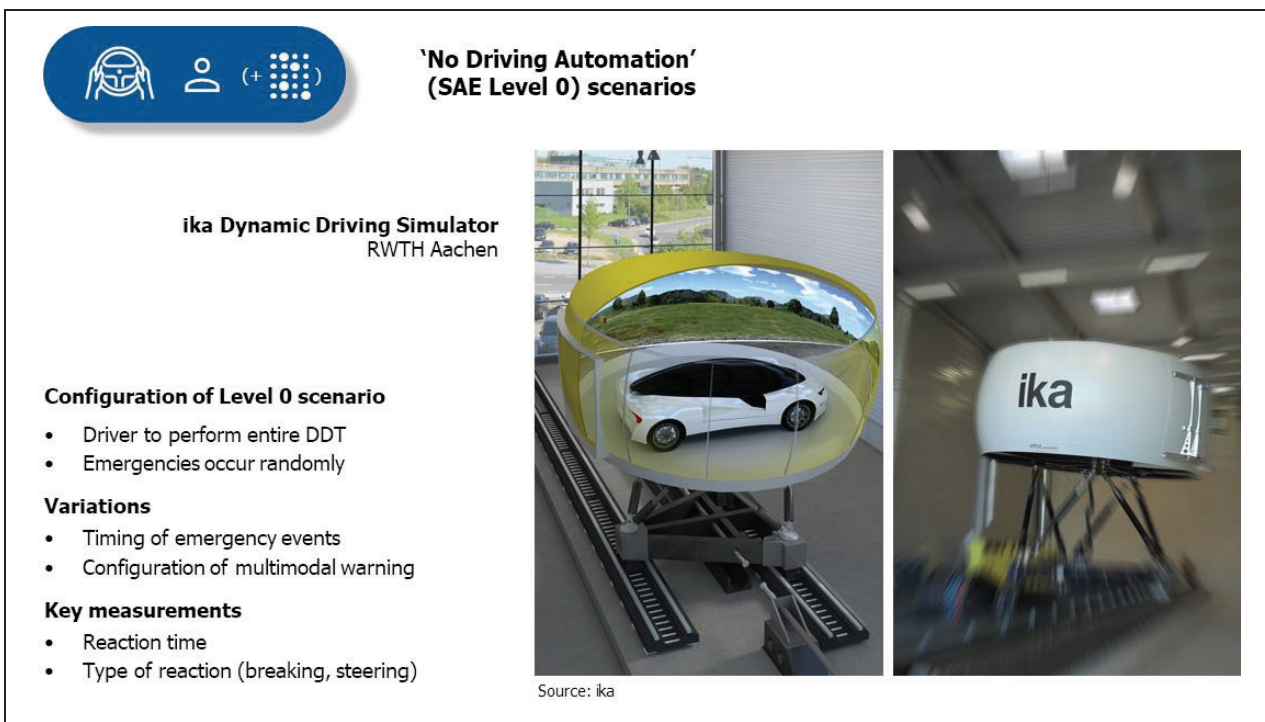 (+ )
‘No Driving Automation’
(SAE Level 0) scenarios
ika Dynamic Driving Simulator
RWTH Aachen
Configuration of Level 0 scenario
• Driver to perform entire DDT
• Emergencies occur randomly
Variations
• Timing of emergency events
• Configuration of multimodal warning
Key measurements
• Reaction time
• Type of reaction (breaking, steering)
ika
Source: ika